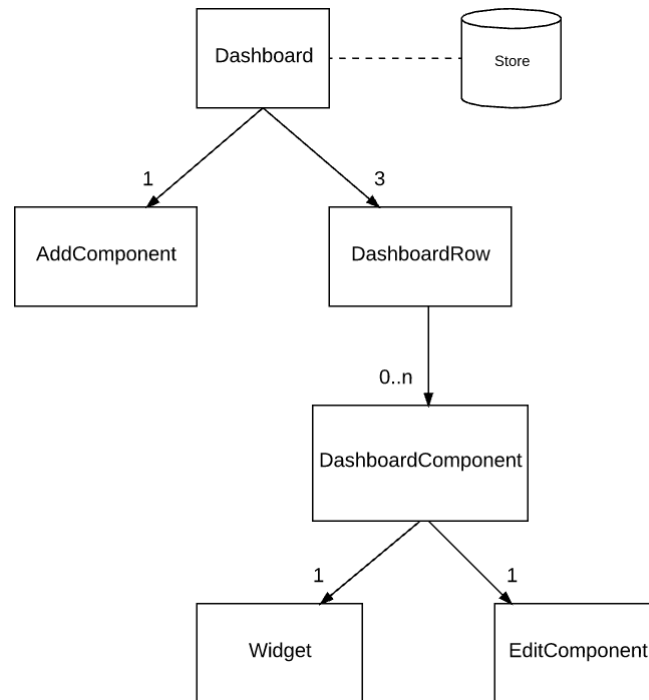 Dashboard
Store
1
3
AddComponent
DashboardRow
0..n
DashboardComponent
1
1
Widget
EditComponent